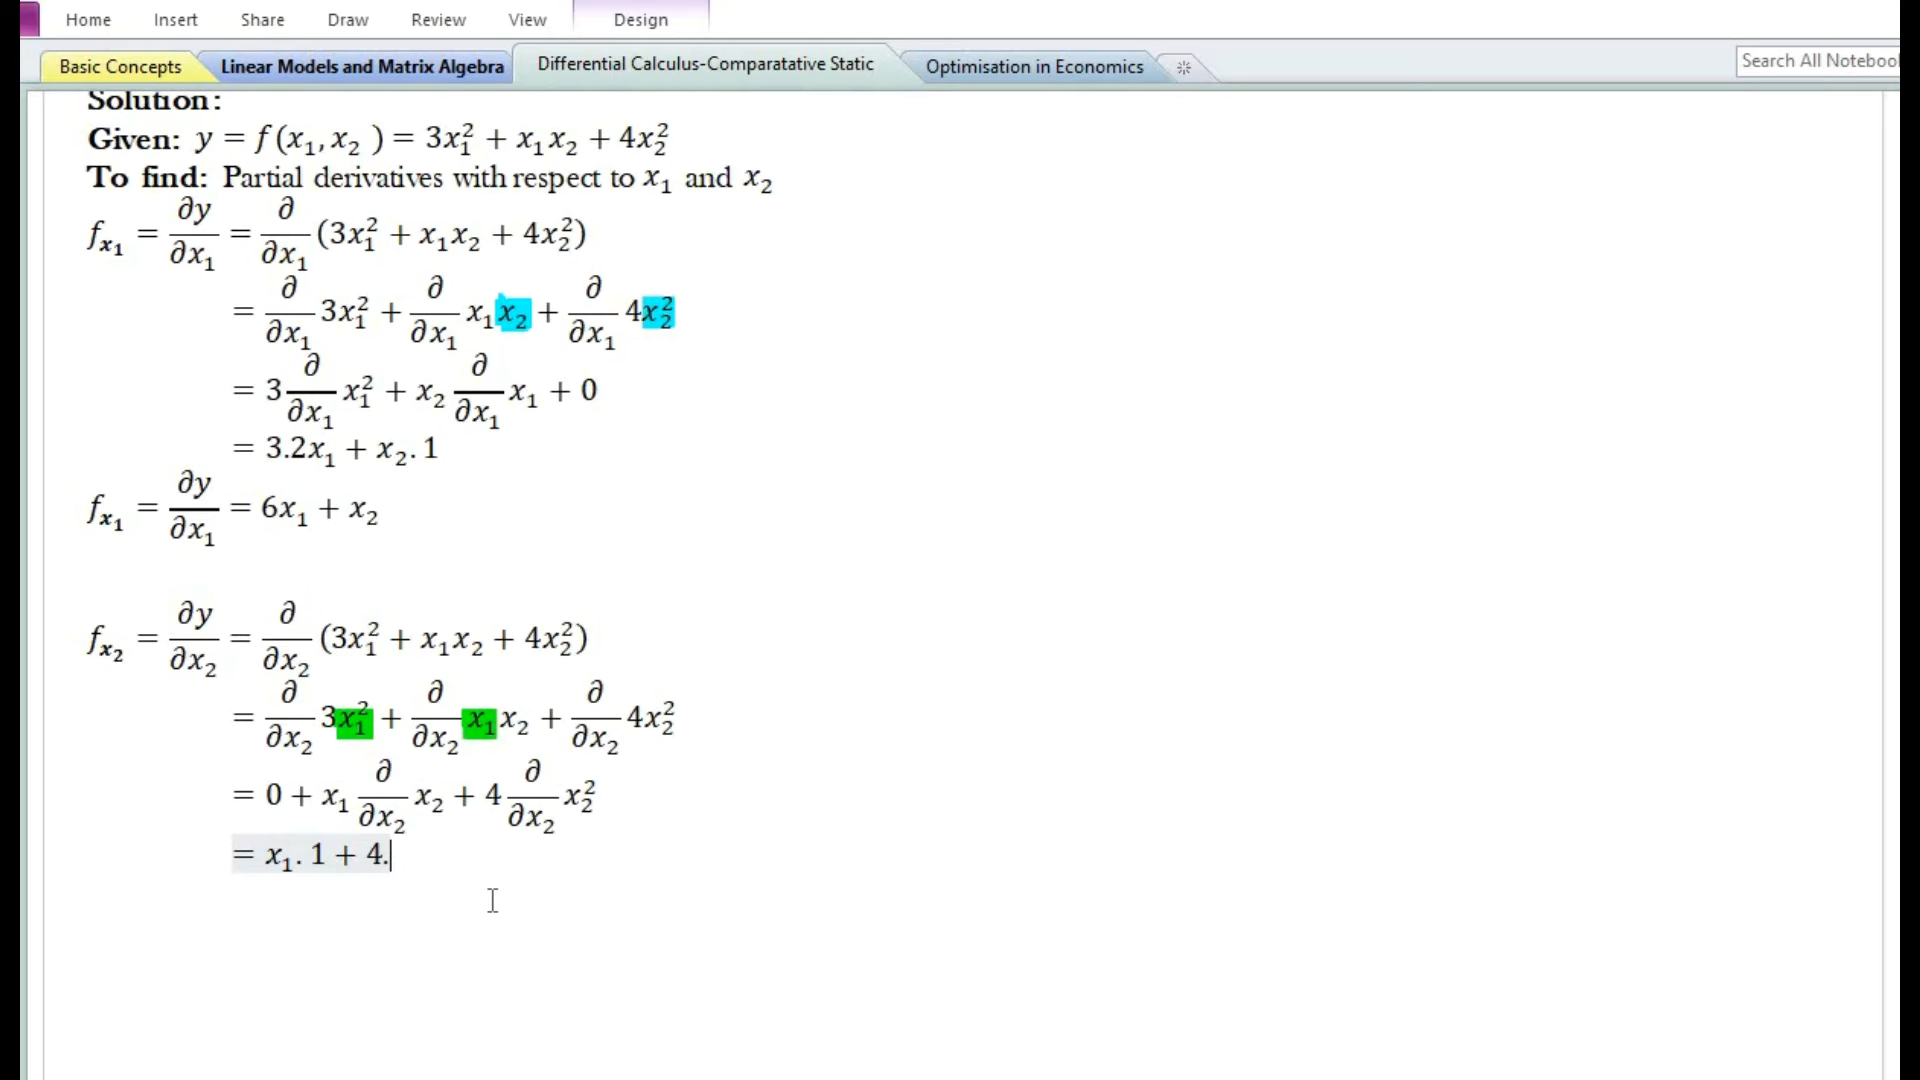 Home Insert Share Draw Review View Design
Basic Concepts Linear Models and Matrix Algebra Differential Calculus-Comparatative Static Optimisation in Economics Search All Notebool
Solution:
Given: y = f(x₁, x₂ ) = 3x₁² + x₁x₂ + 4x₂²
To find: Partial derivatives with respect to x₁ and x₂
fₓ₁ = ∂y/∂x₁ = ∂/∂x₁ (3x₁² + x₁x₂ + 4x₂²)
= ∂/∂x₁ 3x₁² + ∂/∂x₁ x₁x₂ + ∂/∂x₁ 4x₂²
= 3 ∂/∂x₁ x₁² + x₂ ∂/∂x₁ x₁ + 0
= 3.2x₁ + x₂. 1
fₓ₁ = ∂y/∂x₁ = 6x₁ + x₂
fₓ₂ = ∂y/∂x₂ = ∂/∂x₂ (3x₁² + x₁x₂ + 4x₂²)
= ∂/∂x₂ 3x₁² + ∂/∂x₂ x₁x₂ + ∂/∂x₂ 4x₂²
= 0 + x₁ ∂/∂x₂ x₂ + 4 ∂/∂x₂ x₂²
= x₁. 1 + 4.